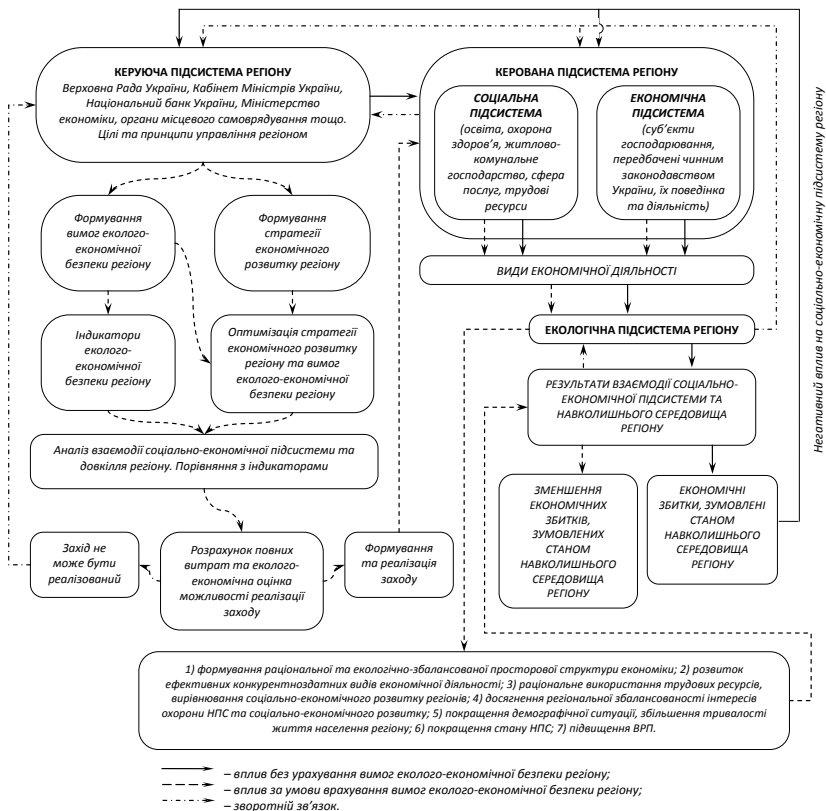 КЕРУЮЧА ПІДСИСТЕМА РЕГІОНУ
Верховна Рада України, Кабінет Міністрів України,
Національний банк України, Міністерство
економіки, органи місцевого самоврядування тощо.
Цілі та принципи управління регіоном
КЕРОВАНА ПІДСИСТЕМА РЕГІОНУ
СОЦІАЛЬНА
ПІДСИСТЕМА
(освіта, охорона
здоров’я, житлово-
комунальне
господарство, сфера
послуг, трудові
ресурси
ЕКОНОМІЧНА
ПІДСИСТЕМА
(суб’єкти
господарювання,
передбачені чинним
законодавством
України, їх поведінка
та діяльність)
Негативний вплив на соціально-економічну підсистему регіону
Формування
вимог еколого-
економічної
безпеки регіону
Формування
стратегії
економічного
розвитку регіону
ВИДИ ЕКОНОМІЧНОЇ ДІЯЛЬНОСТІ
ЕКОЛОГІЧНА ПІДСИСТЕМА РЕГІОНУ
Індикатори
еколого-
економічної
безпеки регіону
Оптимізація стратегії
економічного розвитку
регіону та вимог
еколого-економічної
безпеки регіону
РЕЗУЛЬТАТИ ВЗАЄМОДІЇ СОЦІАЛЬНО-
ЕКОНОМІЧНОЇ ПІДСИСТЕМИ ТА
НАВКОЛИШНЬОГО СЕРЕДОВИЩА
РЕГІОНУ
Аналіз взаємодії соціально-економічної підсистеми та
довкілля регіону. Порівняння з індикаторами
ЗМЕНШЕННЯ
ЕКОНОМІЧНИХ
ЗБИТКІВ,
ЗУМОВЛЕНИХ
СТАНОМ
НАВКОЛИШНЬОГО
СЕРЕДОВИЩА
РЕГІОНУ
ЕКОНОМІЧНІ
ЗБИТКИ, ЗУМОВЛЕНІ
СТАНОМ
НАВКОЛИШНЬОГО
СЕРЕДОВИЩА
РЕГІОНУ
Захід не
може бути
реалізований
Розрахунок повних
витрат та еколого-
економічна оцінка
можливості реалізації
заходу
Формування
та реалізація
заходу
1) формування раціональної та екологічно-збалансованої просторової структури економіки; 2) розвиток
ефективних конкурентноздатних видів економічної діяльності; 3) раціональне використання трудових ресурсів,
вирівнювання соціально-економічного розвитку регіонів; 4) досягнення регіональної збалансованості інтересів
охорони НПС та соціально-економічного розвитку; 5) покращення демографічної ситуації, збільшення тривалості
життя населення регіону; 6) покращення стану НПС; 7) підвищення ВРП.
– вплив без урахування вимог еколого-економічної безпеки регіону;
– вплив за умови врахування вимог еколого-економічної безпеки регіону;
– зворотній зв’язок.